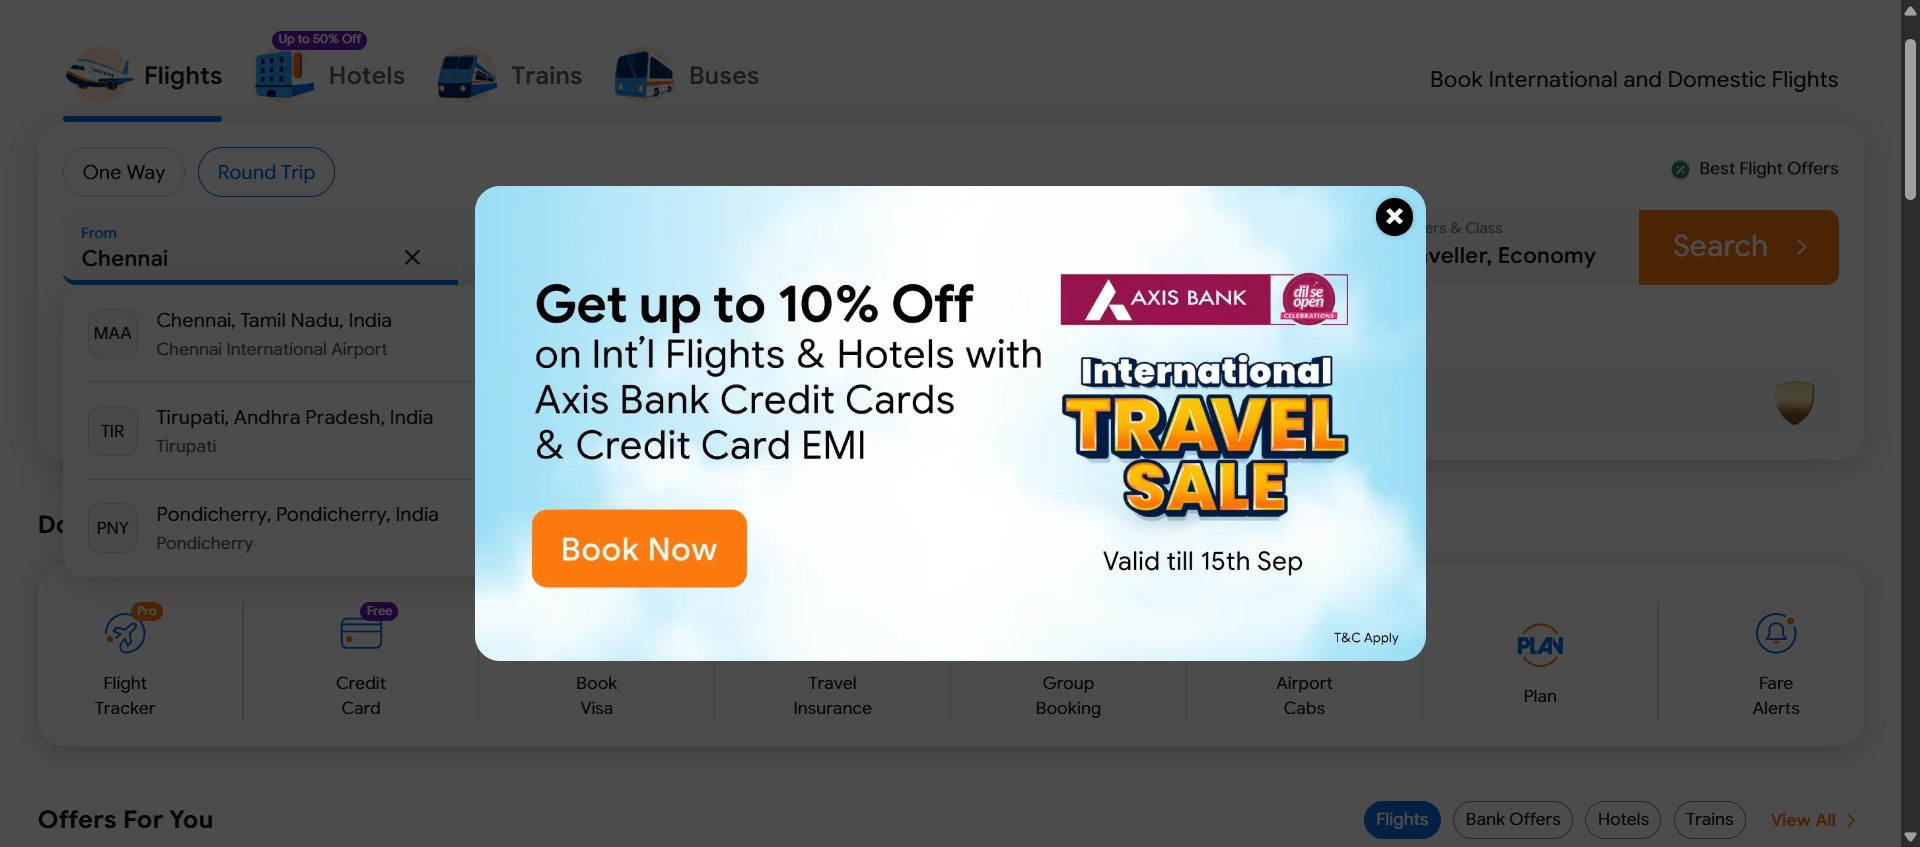 Up to 50% Off
Flights
Hotels
Trains
Buses
Book International and Domestic Flights
One Way
Round Trip
Best Flight Offers
From
Chennai
ers & Class
veller, Economy
Search
MAA
Chennai, Tamil Nadu, India
Chennai International Airport
TIR
Tirupati, Andhra Pradesh, India
Tirupati
PNY
Pondicherry, Pondicherry, India
Pondicherry
Get up to 10% Off
on Int'l Flights & Hotels with
Axis Bank Credit Cards
& Credit Card EMI
Book Now
AXIS BANK
dil se
open
CELEBRATIONS
International
TRAVEL
SALE
Valid till 15th Sep
T&C Apply
Do
Pro
Flight
Tracker
Free
Credit
Card
Book
Visa
Travel
Insurance
Group
Booking
Airport
Cabs
PLAN
Plan
Fare
Alerts
Offers For You
Flights
Bank Offers
Hotels
Trains
View All